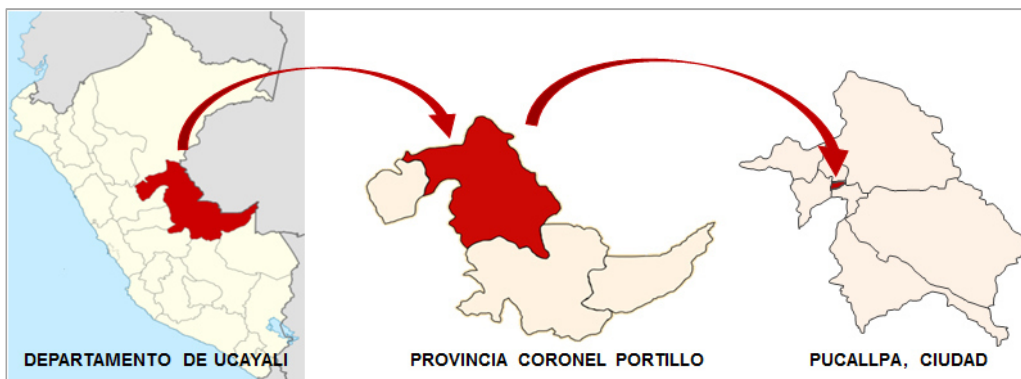 DEPARTAMENTO DE UCAYALI
PROVINCIA CORONEL PORTILLO
PUCALLPA, CIUDAD